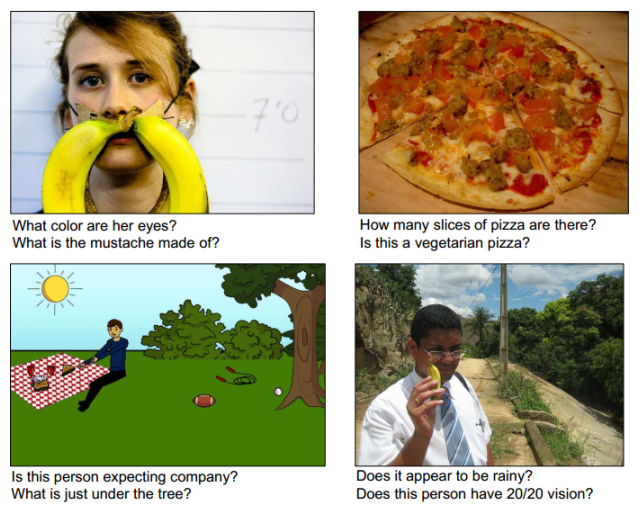 7'0
What color are her eyes?
What is the mustache made of?
How many slices of pizza are there?
Is this a vegetarian pizza?
Is this person expecting company?
What is just under the tree?
Does it appear to be rainy?
Does this person have 20/20 vision?